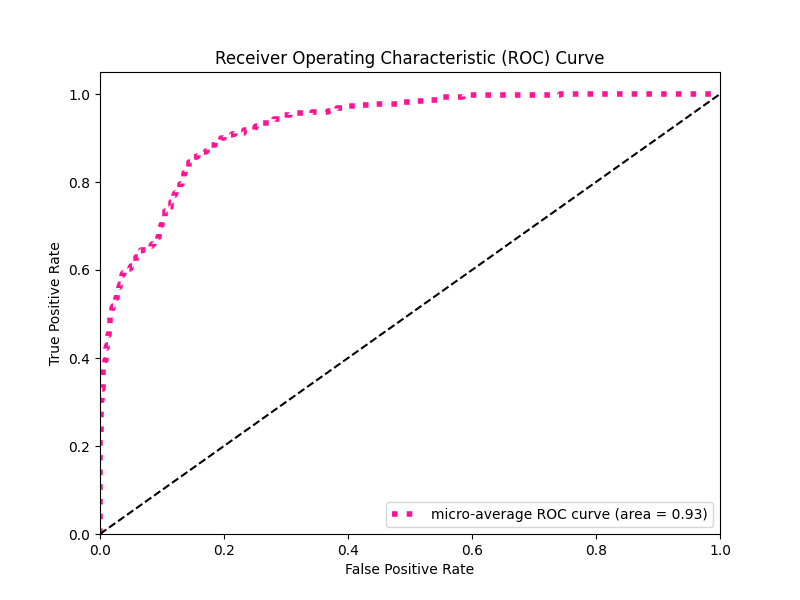 Receiver Operating Characteristic (ROC) Curve
1.0
0.8
0.6
0.4
0.2
0.0
True Positive Rate
micro-average ROC curve (area = 0.93)
0.0 0.2 0.4 0.6 0.8 1.0
False Positive Rate